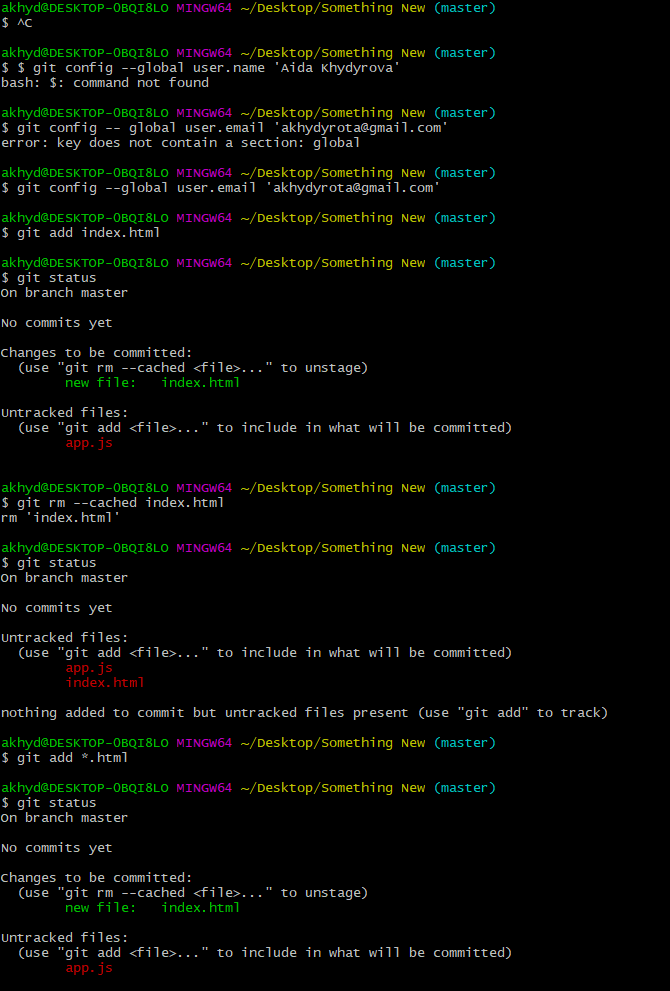 akhyd@DESKTOP-0BQI8LO MINGW64 ~/Desktop/Something New (master)
$ ^C
akhyd@DESKTOP-0BQI8LO MINGW64 ~/Desktop/Something New (master)
$ $ git config --global user.name 'Aida Khydyrova'
bash: $: command not found
akhyd@DESKTOP-0BQI8LO MINGW64 ~/Desktop/Something New (master)
$ git config -- global user.email 'akhydyrota@gmail.com'
error: key does not contain a section: global
akhyd@DESKTOP-0BQI8LO MINGW64 ~/Desktop/Something New (master)
$ git config --global user.email 'akhydyrota@gmail.com'
akhyd@DESKTOP-0BQI8LO MINGW64 ~/Desktop/Something New (master)
$ git add index.html
akhyd@DESKTOP-0BQI8LO MINGW64 ~/Desktop/Something New (master)
$ git status
On branch master
No commits yet
Changes to be committed:
  (use "git rm --cached <file>..." to unstage)
        new file:   index.html
Untracked files:
  (use "git add <file>..." to include in what will be committed)
        app.js
akhyd@DESKTOP-0BQI8LO MINGW64 ~/Desktop/Something New (master)
$ git rm --cached index.html
rm 'index.html'
akhyd@DESKTOP-0BQI8LO MINGW64 ~/Desktop/Something New (master)
$ git status
On branch master
No commits yet
Untracked files:
  (use "git add <file>..." to include in what will be committed)
        app.js
        index.html
nothing added to commit but untracked files present (use "git add" to track)
akhyd@DESKTOP-0BQI8LO MINGW64 ~/Desktop/Something New (master)
$ git add *.html
akhyd@DESKTOP-0BQI8LO MINGW64 ~/Desktop/Something New (master)
$ git status
On branch master
No commits yet
Changes to be committed:
  (use "git rm --cached <file>..." to unstage)
        new file:   index.html
Untracked files:
  (use "git add <file>..." to include in what will be committed)
        app.js